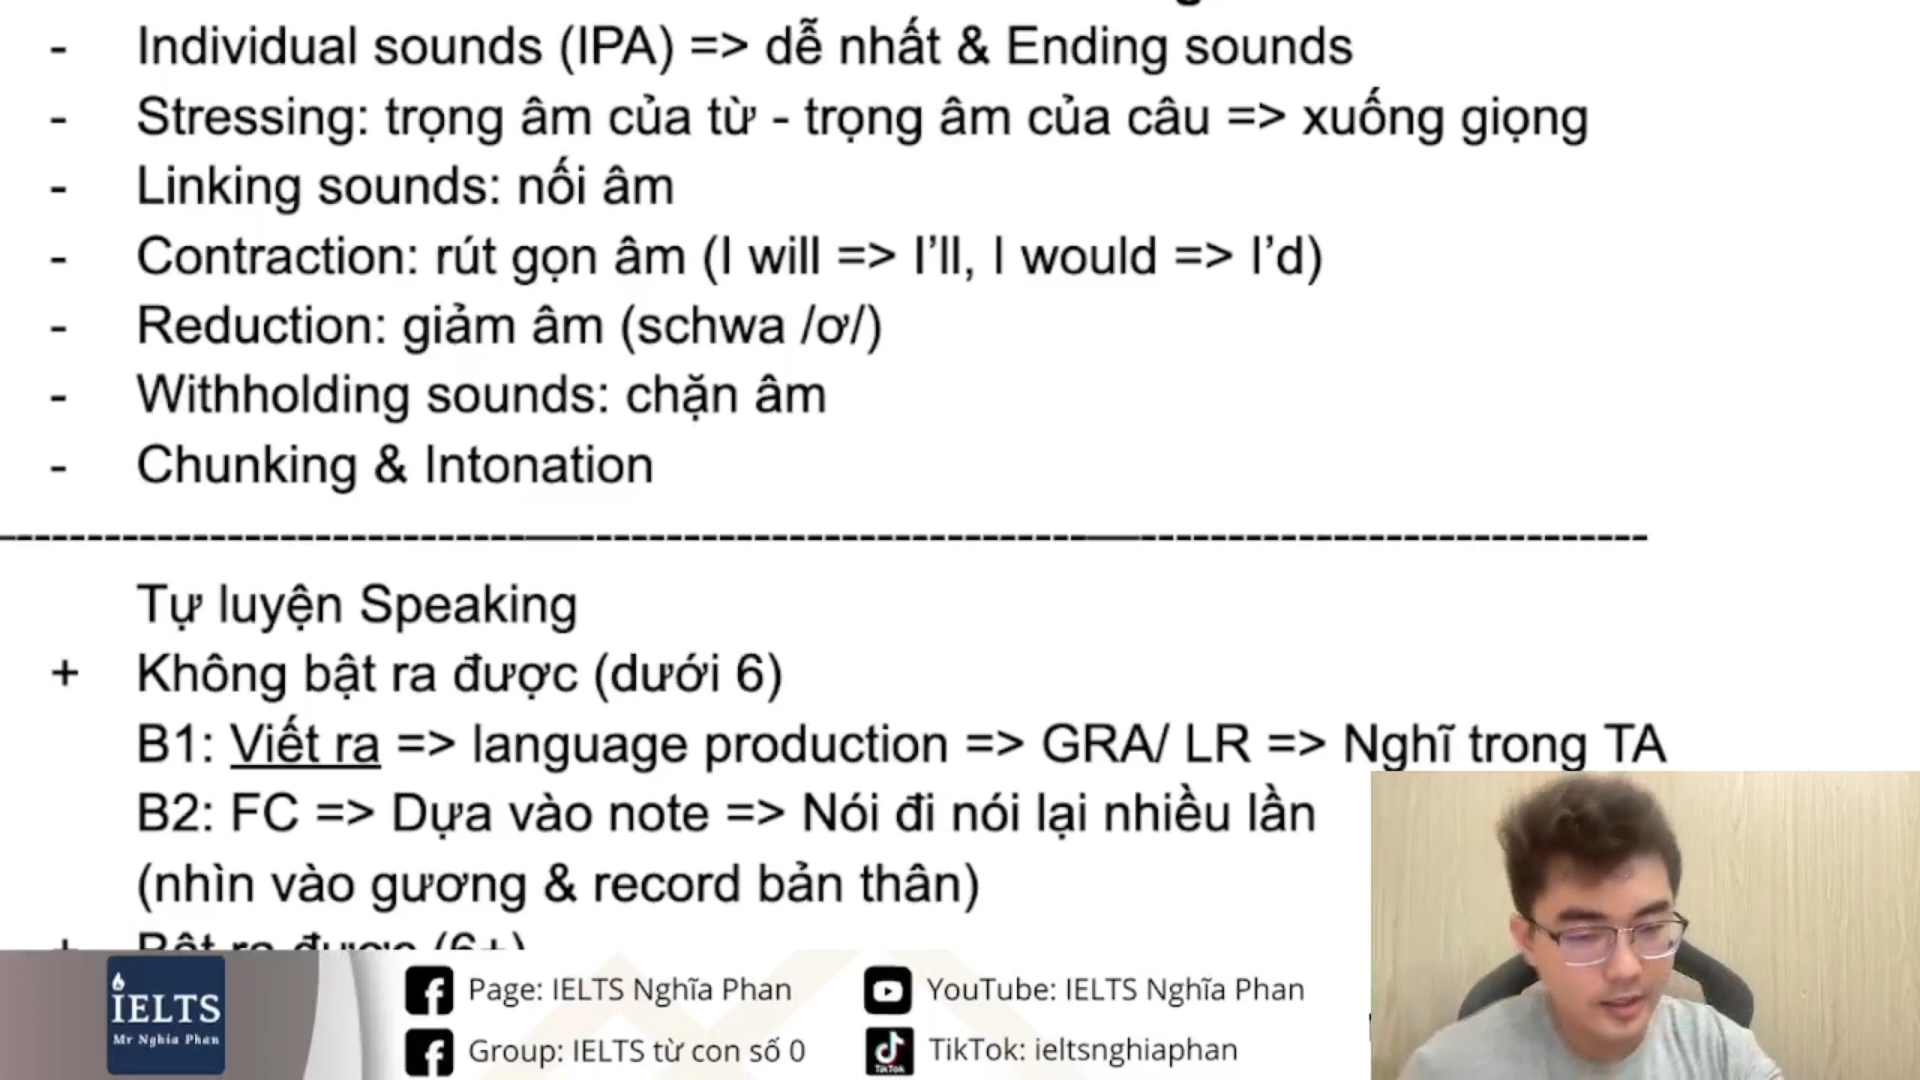 - Individual sounds (IPA) => dễ nhất & Ending sounds
- Stressing: trọng âm của từ - trọng âm của câu => xuống giọng
- Linking sounds: nối âm
- Contraction: rút gọn âm (I will => I’ll, I would => I’d)
- Reduction: giảm âm (schwa /ơ/)
- Withholding sounds: chặn âm
- Chunking & Intonation
Tự luyện Speaking
+ Không bật ra được (dưới 6)
B1: Viết ra => language production => GRA/ LR => Nghĩ trong TA
B2: FC => Dựa vào note => Nói đi nói lại nhiều lần
(nhìn vào gương & record bản thân)
+ Bật ra được (6+)
IELTS
Mr Nghia Phan
Page: IELTS Nghĩa Phan
YouTube: IELTS Nghĩa Phan
Group: IELTS từ con số 0
TikTok
TikTok: ieltsnghiaphan